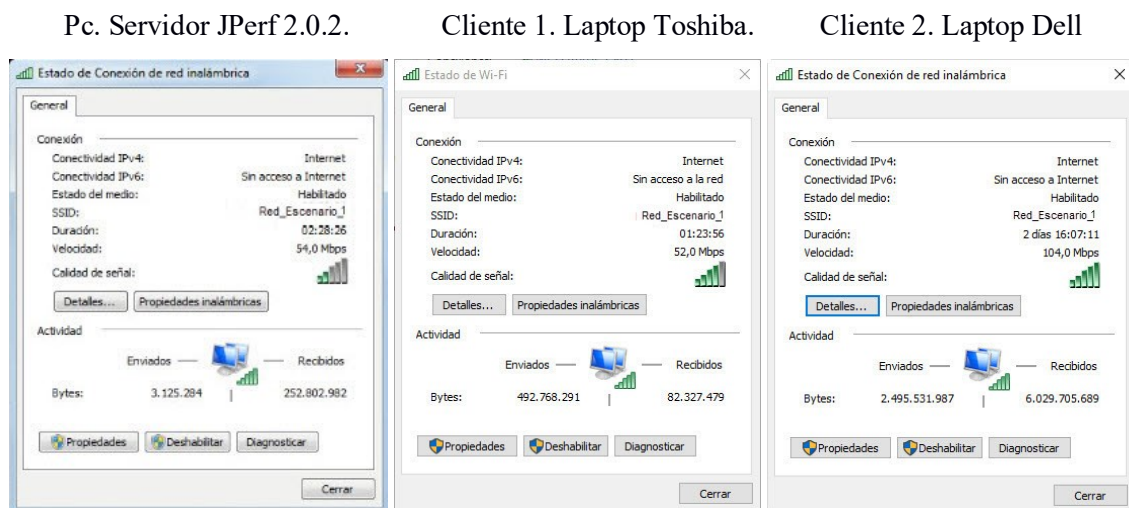 Pc. Servidor JPerf 2.0.2.
Cliente 1. Laptop Toshiba.
Cliente 2. Laptop Dell
Estado de Conexión de red inalámbrica
General
Conexión
Conectividad IPv4: Internet
Conectividad IPv6: Sin acceso a Internet
Estado del medio: Habilitado
SSID: Red_Escenario_1
Duración: 02:28:26
Velocidad: 54,0 Mbps
Calidad de señal:
Detalles... Propiedades inalámbricas
Actividad
Enviados Recibidos
Bytes: 3.125.284 252.802.982
Propiedades Deshabilitar Diagnosticar
Cerrar
Estado de Wi-Fi
General
Conexión
Conectividad IPv4: Internet
Conectividad IPv6: Sin acceso a la red
Estado del medio: Habilitado
SSID: Red_Escenario_1
Duración: 01:23:56
Velocidad: 52,0 Mbps
Calidad de señal:
Detalles... Propiedades inalámbricas
Actividad
Enviados Recibidos
Bytes: 492.768.291 82.327.479
Propiedades Deshabilitar Diagnosticar
Cerrar
Estado de Conexión de red inalámbrica
General
Conexión
Conectividad IPv4: Internet
Conectividad IPv6: Sin acceso a Internet
Estado del medio: Habilitado
SSID: Red_Escenario_1
Duración: 2 días 16:07:11
Velocidad: 104,0 Mbps
Calidad de señal:
Detalles... Propiedades inalámbricas
Actividad
Enviados Recibidos
Bytes: 2.495.531.987 6.029.705.689
Propiedades Deshabilitar Diagnosticar
Cerrar